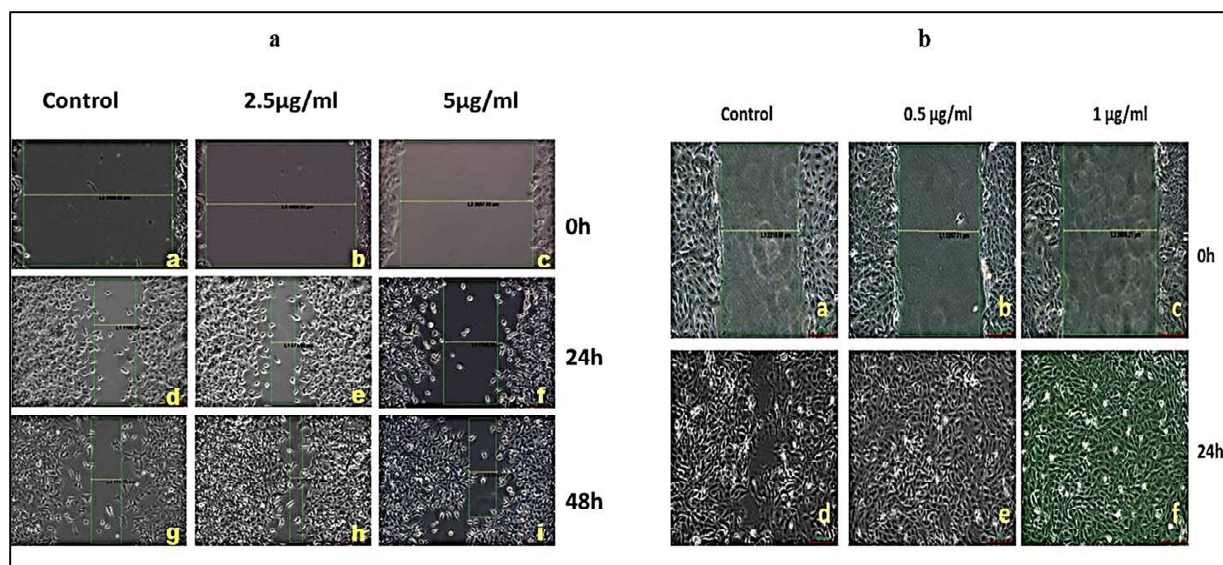 a
b
Control 2.5µg/ml 5µg/ml
Control 0.5 µg/ml 1 µg/ml
a b c 0h
a b c 0h
d e f 24h
g h i 48h
d e f 24h